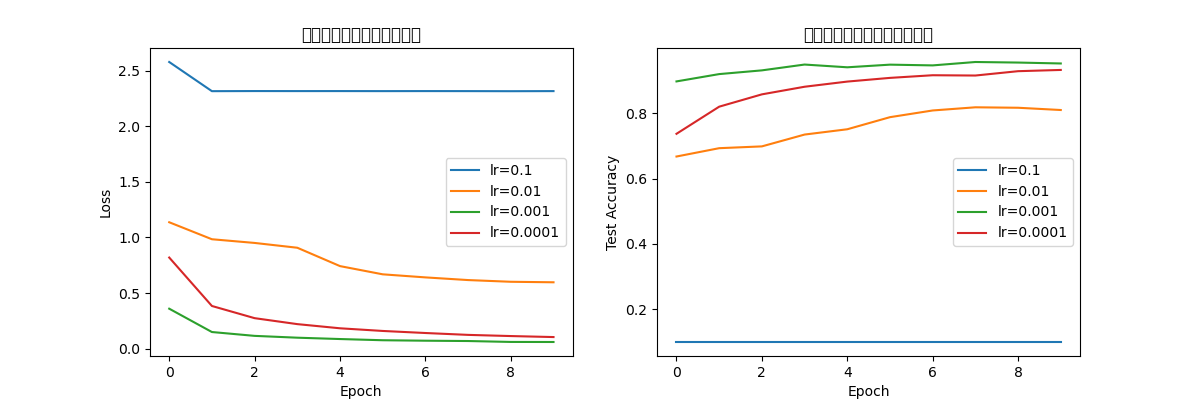 2.5
2.0
1.5
1.0
0.5
0.0
Loss
0 2 4 6 8
Epoch
lr=0.1
lr=0.01
lr=0.001
lr=0.0001
0.8
0.6
0.4
0.2
Test Accuracy
0 2 4 6 8
Epoch
lr=0.1
lr=0.01
lr=0.001
lr=0.0001